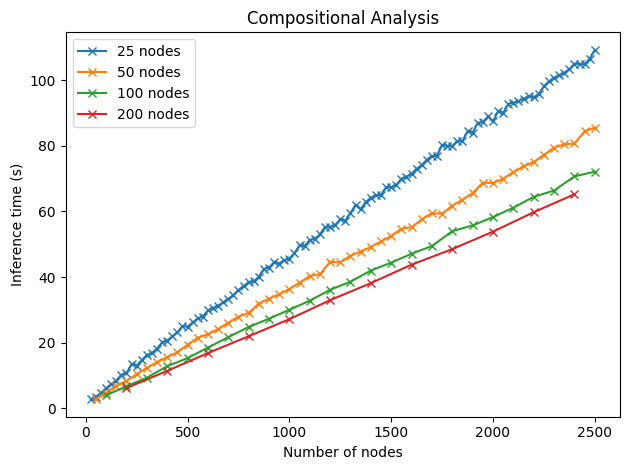 Compositional Analysis
25 nodes
50 nodes
100 nodes
200 nodes
Inference time (s)
100
80
60
40
20
0
0 500 1000 1500 2000 2500
Number of nodes